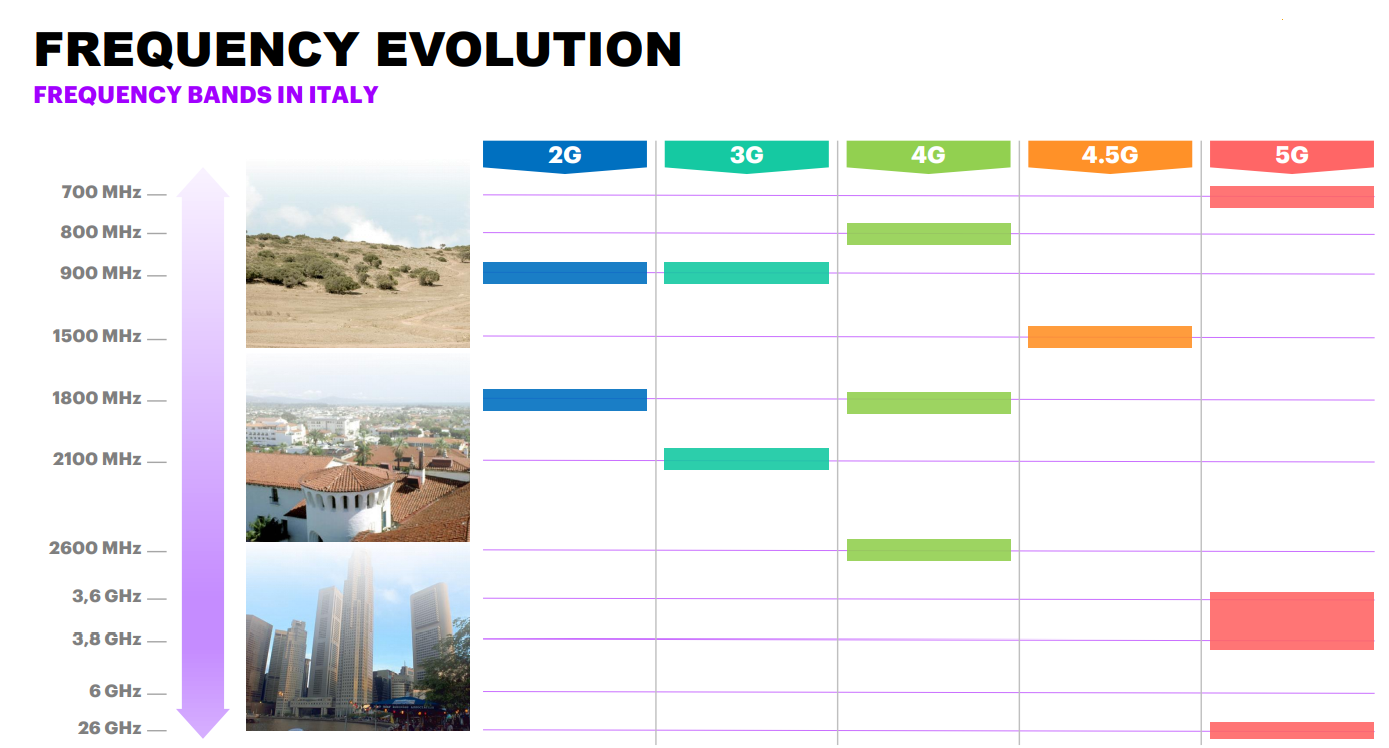 FREQUENCY EVOLUTION
FREQUENCY BANDS IN ITALY
2G 3G 4G 4.5G 5G
700 MHz
800 MHz
900 MHz
1500 MHz
1800 MHz
2100 MHz
2600 MHz
3,6 GHz
3,8 GHz
6 GHz
26 GHz